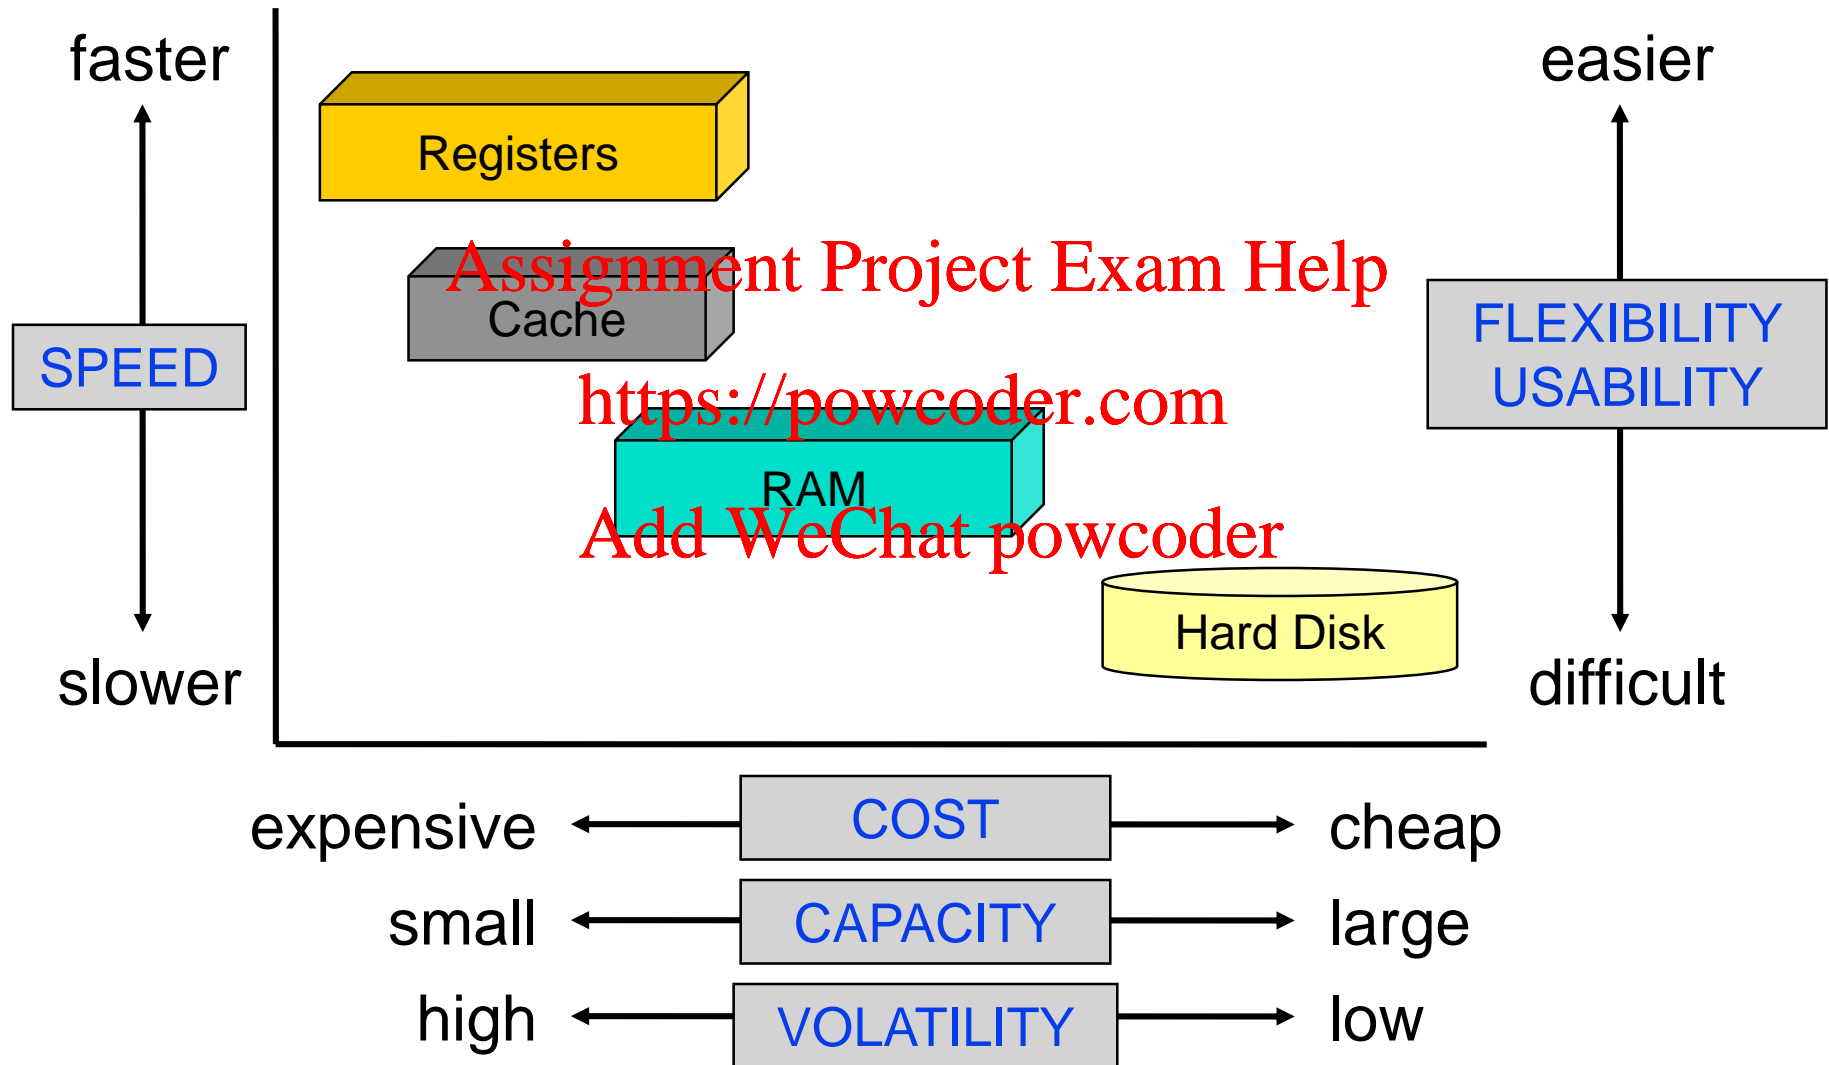 faster
easier
Registers
Assignment Project Exam Help
Cache
SPEED
FLEXIBILITY
USABILITY
https://powcoder.com
RAM
Add WeChat powcoder
Hard Disk
slower
difficult
expensive
COST
cheap
small
CAPACITY
large
high
VOLATILITY
low